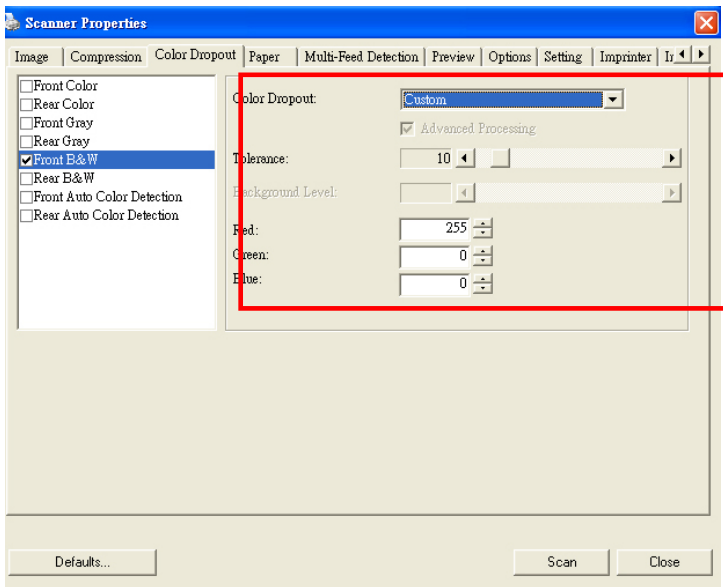 Scanner Properties
Image Compression Color Dropout Paper Multi-Feed Detection Preview Options Setting Imprinter
Front Color
Rear Color
Front Gray
Rear Gray
Front B&W
Rear B&W
Front Auto Color Detection
Rear Auto Color Detection
Color Dropout: Custom
Advanced Processing
Tolerance: 10
Background Level:
Red: 255
Green: 0
Blue: 0
Defaults... Scan Close